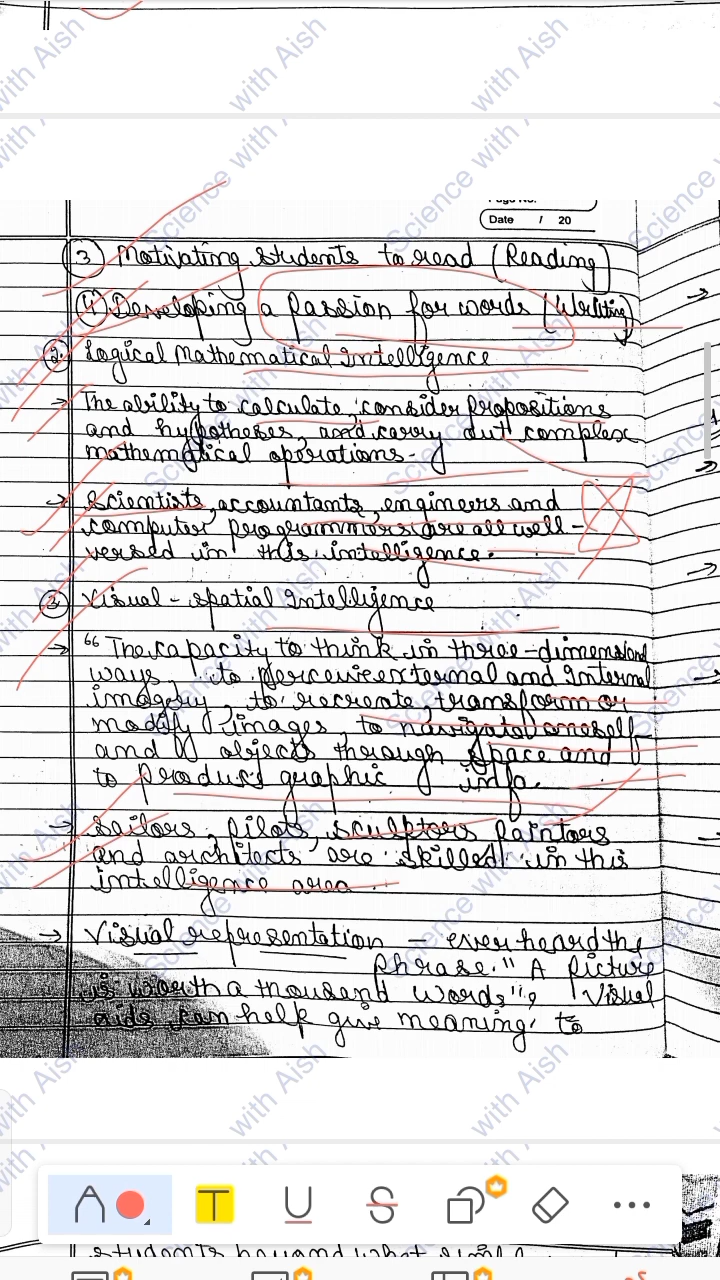 Date / 20
③ Motivating students to read (Reading)
④ Developing a passion for words (Writing)
② Logical Mathematical Intelligence
→ The ability to calculate, consider propositions
and hypotheses, and carry out complex
mathematical operations.
→ Scientists, accountants, engineers and
computer programmers are all well-
versed in this intelligence.
③ Visual-spatial Intelligence
→ "The capacity to think in three-dimensional
ways, to perceive external and Internal
imagery, to recreate, transform or
modify images, to navigate oneself
and objects through space and
to product graphic info.
→ Sailors, pilots, sculptors painters
and architects are skilled in this
intelligence area.
→ Visual representation - ever heard the
phrase. "A picture
is worth a thousand words", Visual
aids can help give meaning to
Science with Aish